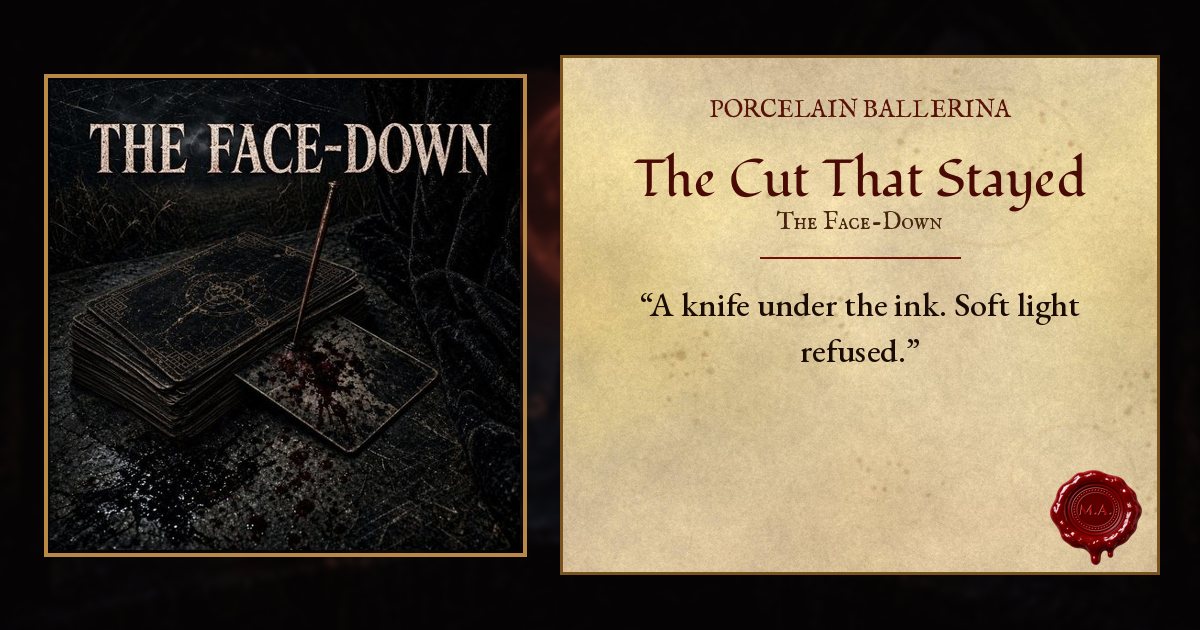 THE FACE-DOWN
PORCELAIN BALLERINA
The Cut That Stayed
The Face-Down
“A knife under the ink. Soft light
refused.”
M.A.